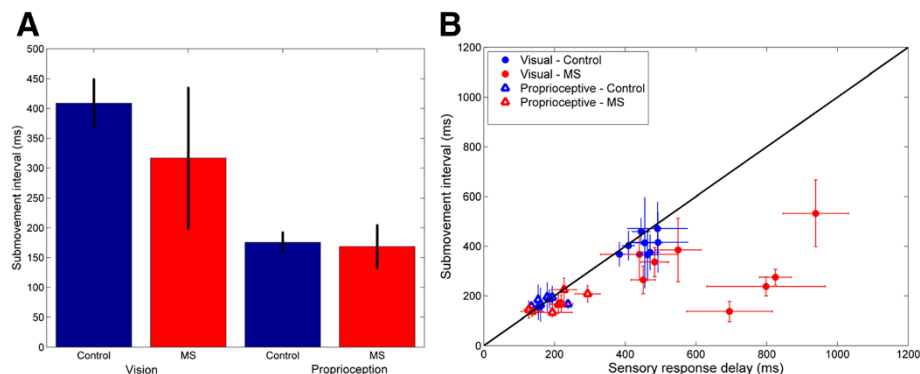 A
500
450
400
350
300
250
200
150
100
50
0
Submovement interval (ms)
Control
MS
Control
MS
Vision
Proprioception
B
1200
1000
800
600
400
200
0
Submovement interval (ms)
Visual - Control
Visual - MS
Proprioceptive - Control
Proprioceptive - MS
0
200
400
600
800
1000
1200
Sensory response delay (ms)